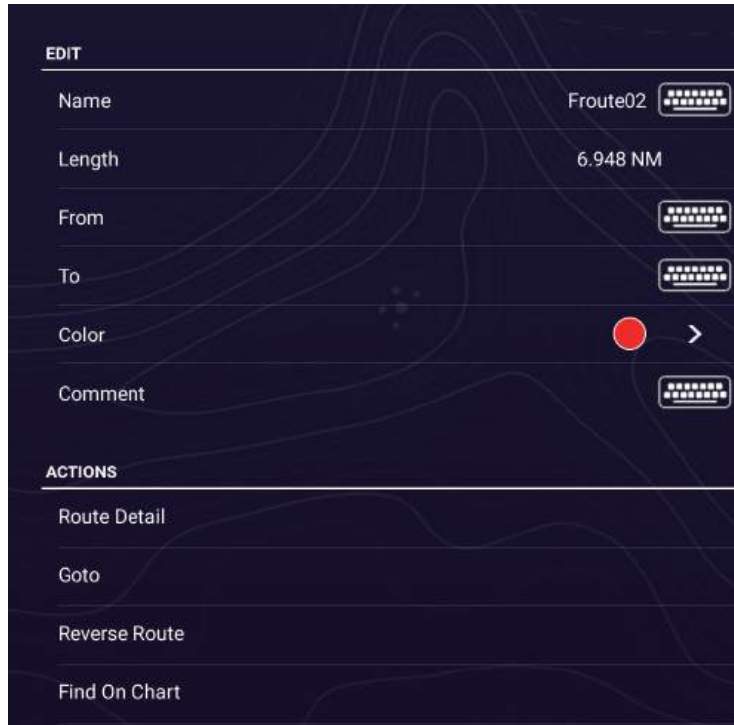 EDIT
Name Froute02
Length 6.948 NM
From
To
Color
Comment
ACTIONS
Route Detail
Goto
Reverse Route
Find On Chart